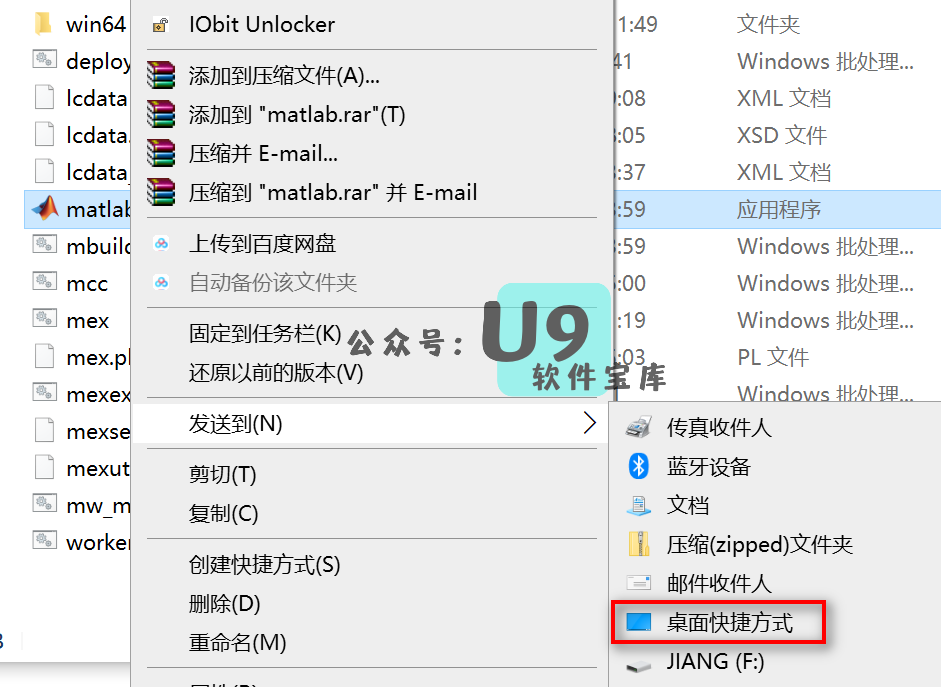 win64
deploy
lcdata
lcdata.
lcdata_
matlab
mbuild
mcc
mex
mex.pl
mexex
mexse
mexut
mw_m
worker
IObit Unlocker
添加到压缩文件(A)...
添加到 "matlab.rar"(T)
压缩并 E-mail...
压缩到 "matlab.rar" 并 E-mail
上传到百度网盘
自动备份该文件夹
固定到任务栏(K)
还原以前的版本(V)
发送到(N)
剪切(T)
复制(C)
创建快捷方式(S)
删除(D)
重命名(M)
公众号:
U9
软件宝库
1:49 文件夹
41 Windows 批处理...
:08 XML 文档
:05 XSD 文件
:37 XML 文档
:59 应用程序
:59 Windows 批处理...
:00 Windows 批处理...
:19 Windows 批处理...
:03 PL 文件
Windows 批处理...
传真收件人
蓝牙设备
文档
压缩(zipped)文件夹
邮件收件人
桌面快捷方式
JIANG (F:)